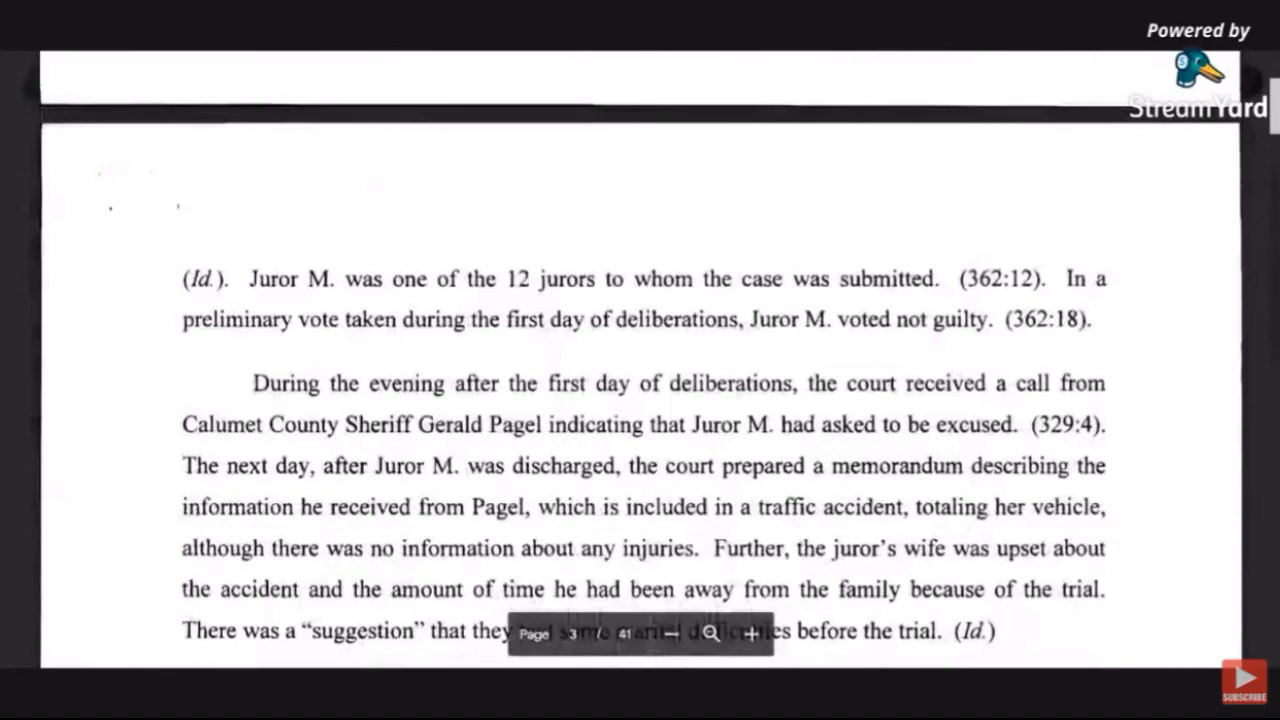 Powered by
StreamYard
(Id.). Juror M. was one of the 12 jurors to whom the case was submitted. (362:12). In a
preliminary vote taken during the first day of deliberations, Juror M. voted not guilty. (362:18).
During the evening after the first day of deliberations, the court received a call from
Calumet County Sheriff Gerald Pagel indicating that Juror M. had asked to be excused. (329:4).
The next day, after Juror M. was discharged, the court prepared a memorandum describing the
information he received from Pagel, which is included in a traffic accident, totaling her vehicle,
although there was no information about any injuries. Further, the juror's wife was upset about
the accident and the amount of time he had been away from the family because of the trial.
There was a “suggestion” that they had some marital difficulties before the trial. (Id.)
Page 3 / 41
SUBSCRIBE